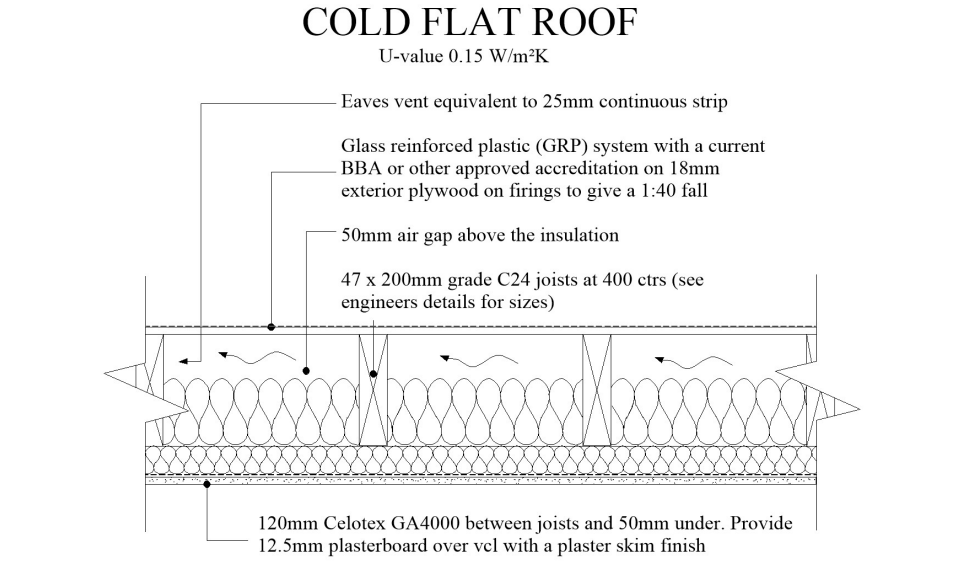 COLD FLAT ROOF
U-value 0.15 W/m²K
Eaves vent equivalent to 25mm continuous strip
Glass reinforced plastic (GRP) system with a current
BBA or other approved accreditation on 18mm
exterior plywood on firings to give a 1:40 fall
50mm air gap above the insulation
47 x 200mm grade C24 joists at 400 ctrs (see
engineers details for sizes)
120mm Celotex GA4000 between joists and 50mm under. Provide
12.5mm plasterboard over vcl with a plaster skim finish